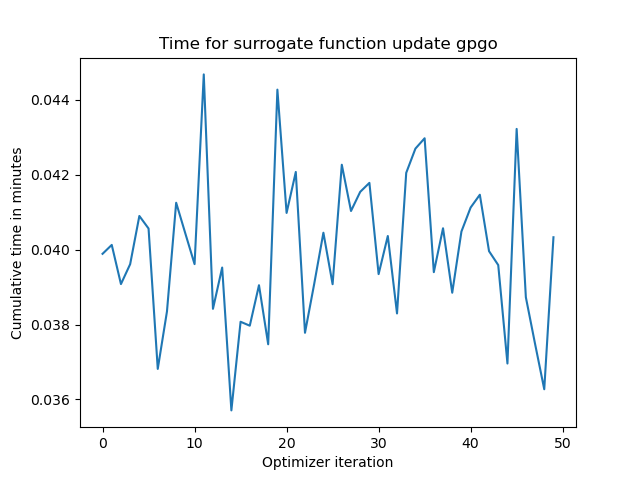 Time for surrogate function update gpgo
0.044
0.042
0.040
0.038
0.036
Cumulative time in minutes
0 10 20 30 40 50
Optimizer iteration